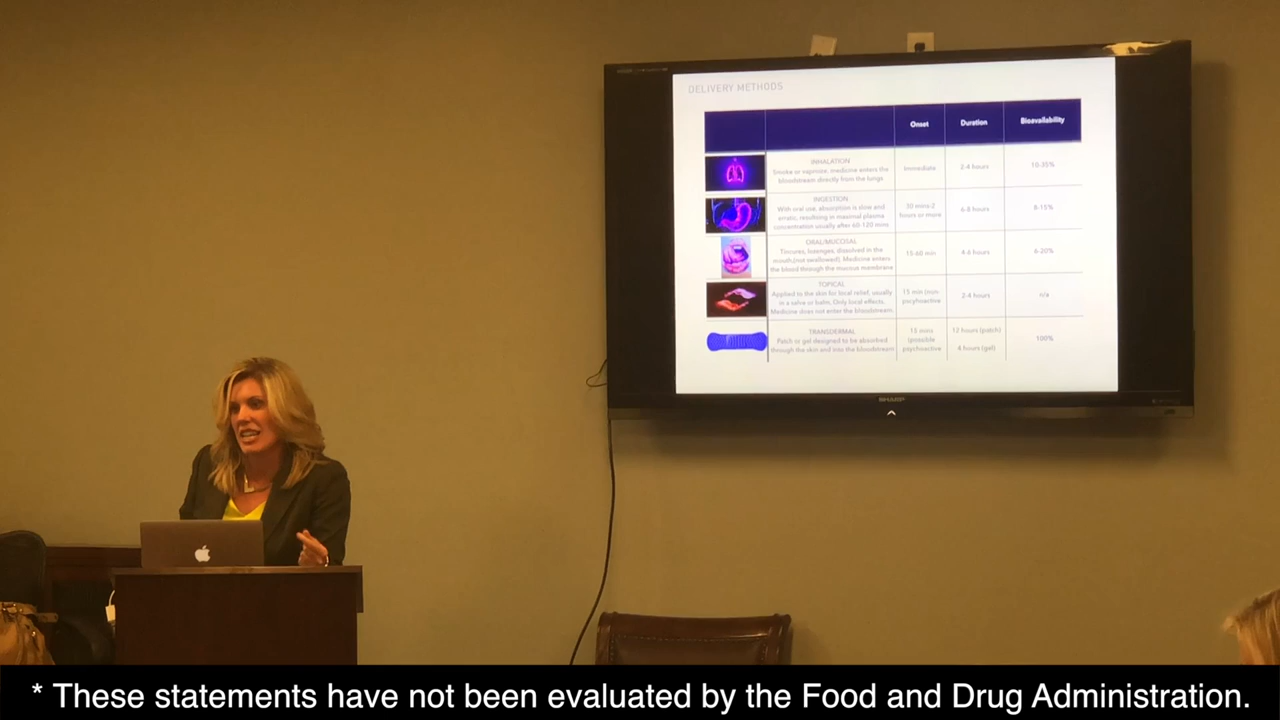 DELIVERY METHODS
Onset
Duration
Bioavailability
INHALATION
Smoke or vaporize, medicine enters the
bloodstream directly from the lungs
Immediate
2-4 hours
10-35%
INGESTION
With oral use, absorption is slow and
erratic, resulting in maximal plasma
concentration usually after 60-120 mins
30 mins-2
hours or more
6-8 hours
8-15%
ORAL/MUCOSAL
Tinctures, lozenges, dissolved in the
mouth,(not swallowed). Medicine enters
the blood through the mucous membrane
15-60 min
4-6 hours
6-20%
TOPICAL
Applied to the skin for local relief, usually
in a salve or balm. Only local effects.
Medicine does not enter the bloodstream.
15 min (non
2-4 hours
n/a
TRANSDERMAL
Patch or gel designed to be absorbed
through the skin and into the bloodstream
15 mins
(possible
psychoactive
12 hours (patch)
4 hours (gel)
100%
SHARP
* These statements have not been evaluated by the Food and Drug Administration.